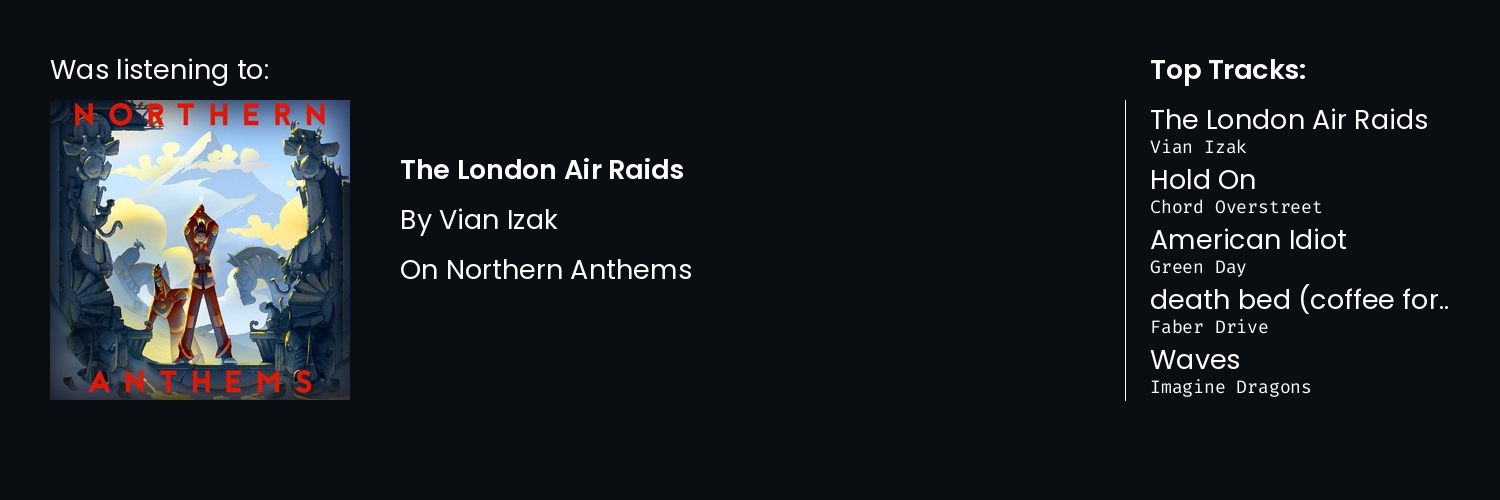 Was listening to:
NORTHERN
ANTHEMS
The London Air Raids
By Vian Izak
On Northern Anthems
Top Tracks:
The London Air Raids
Vian Izak
Hold On
Chord Overstreet
American Idiot
Green Day
death bed (coffee for..
Faber Drive
Waves
Imagine Dragons